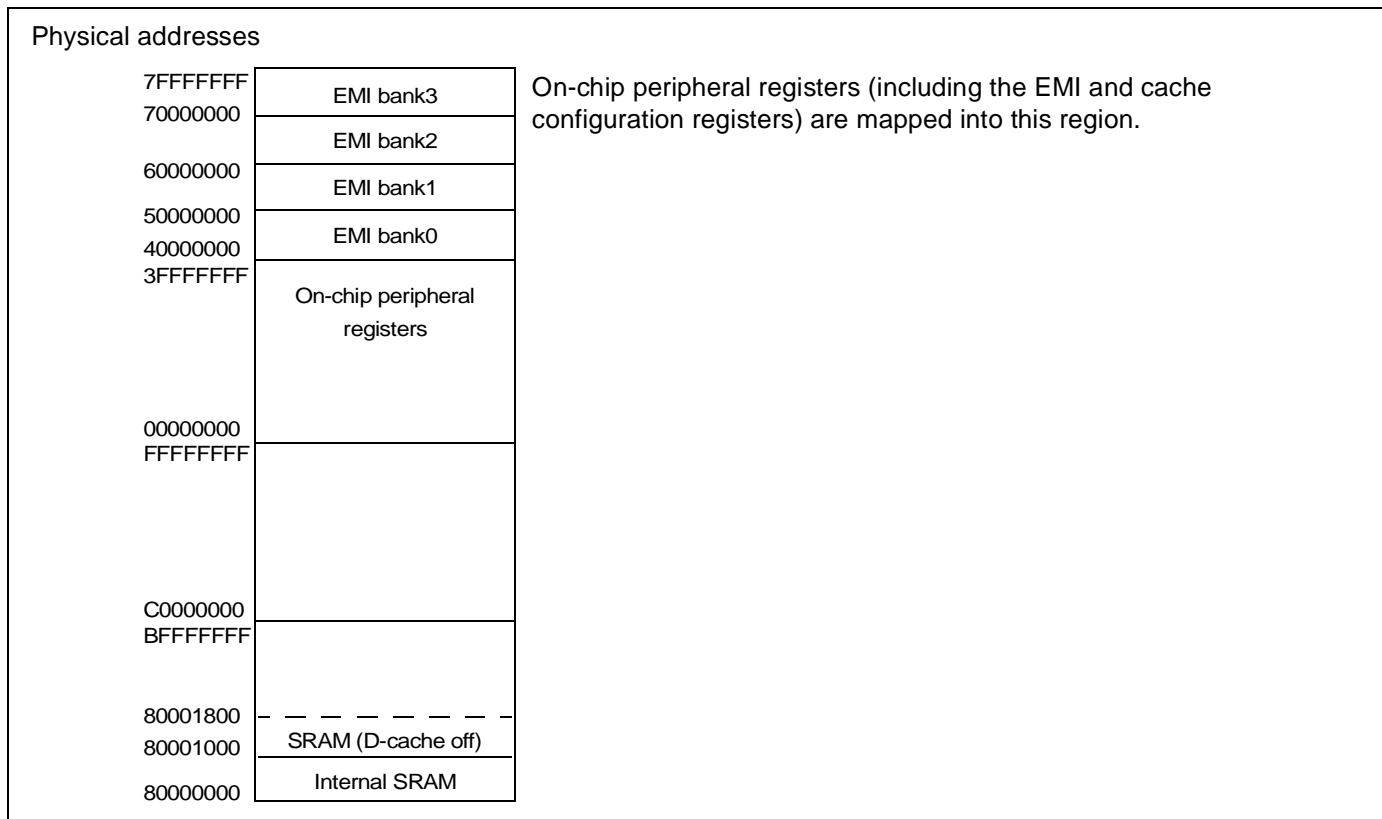 Physical addresses
7FFFFFFF
EMI bank3
On-chip peripheral registers (including the EMI and cache
configuration registers) are mapped into this region.
70000000
EMI bank2
60000000
EMI bank1
50000000
EMI bank0
40000000
3FFFFFFF
On-chip peripheral
registers
00000000
FFFFFFFF
C0000000
BFFFFFFF
80001800
SRAM (D-cache off)
80001000
Internal SRAM
80000000